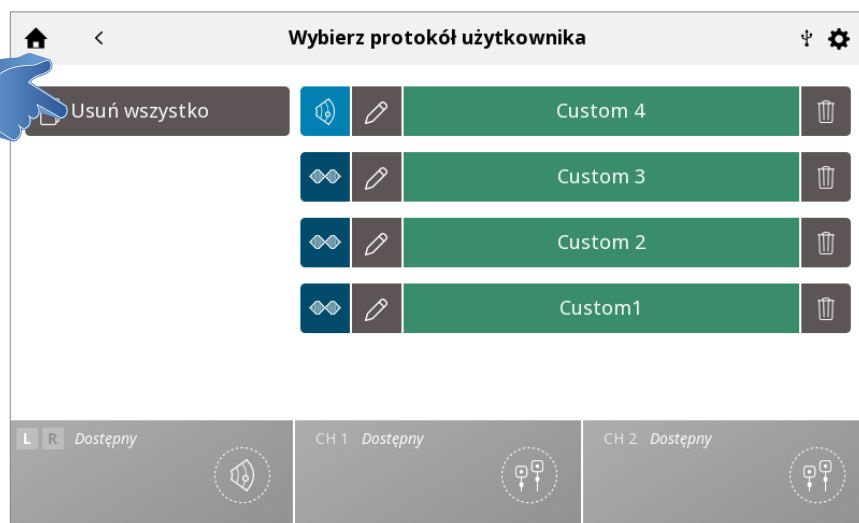 Wybierz protokół użytkownika
Usuń wszystko
Custom 4
Custom 3
Custom 2
Custom1
L R Dostępny
CH 1 Dostępny
CH 2 Dostępny